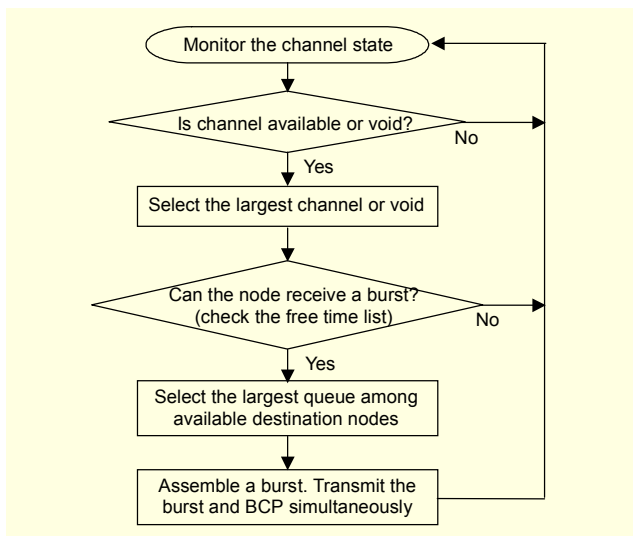 Monitor the channel state
Is channel available or void?
No
Yes
Select the largest channel or void
Can the node receive a burst?
(check the free time list)
No
Yes
Select the largest queue among
available destination nodes
Assemble a burst. Transmit the
burst and BCP simultaneously